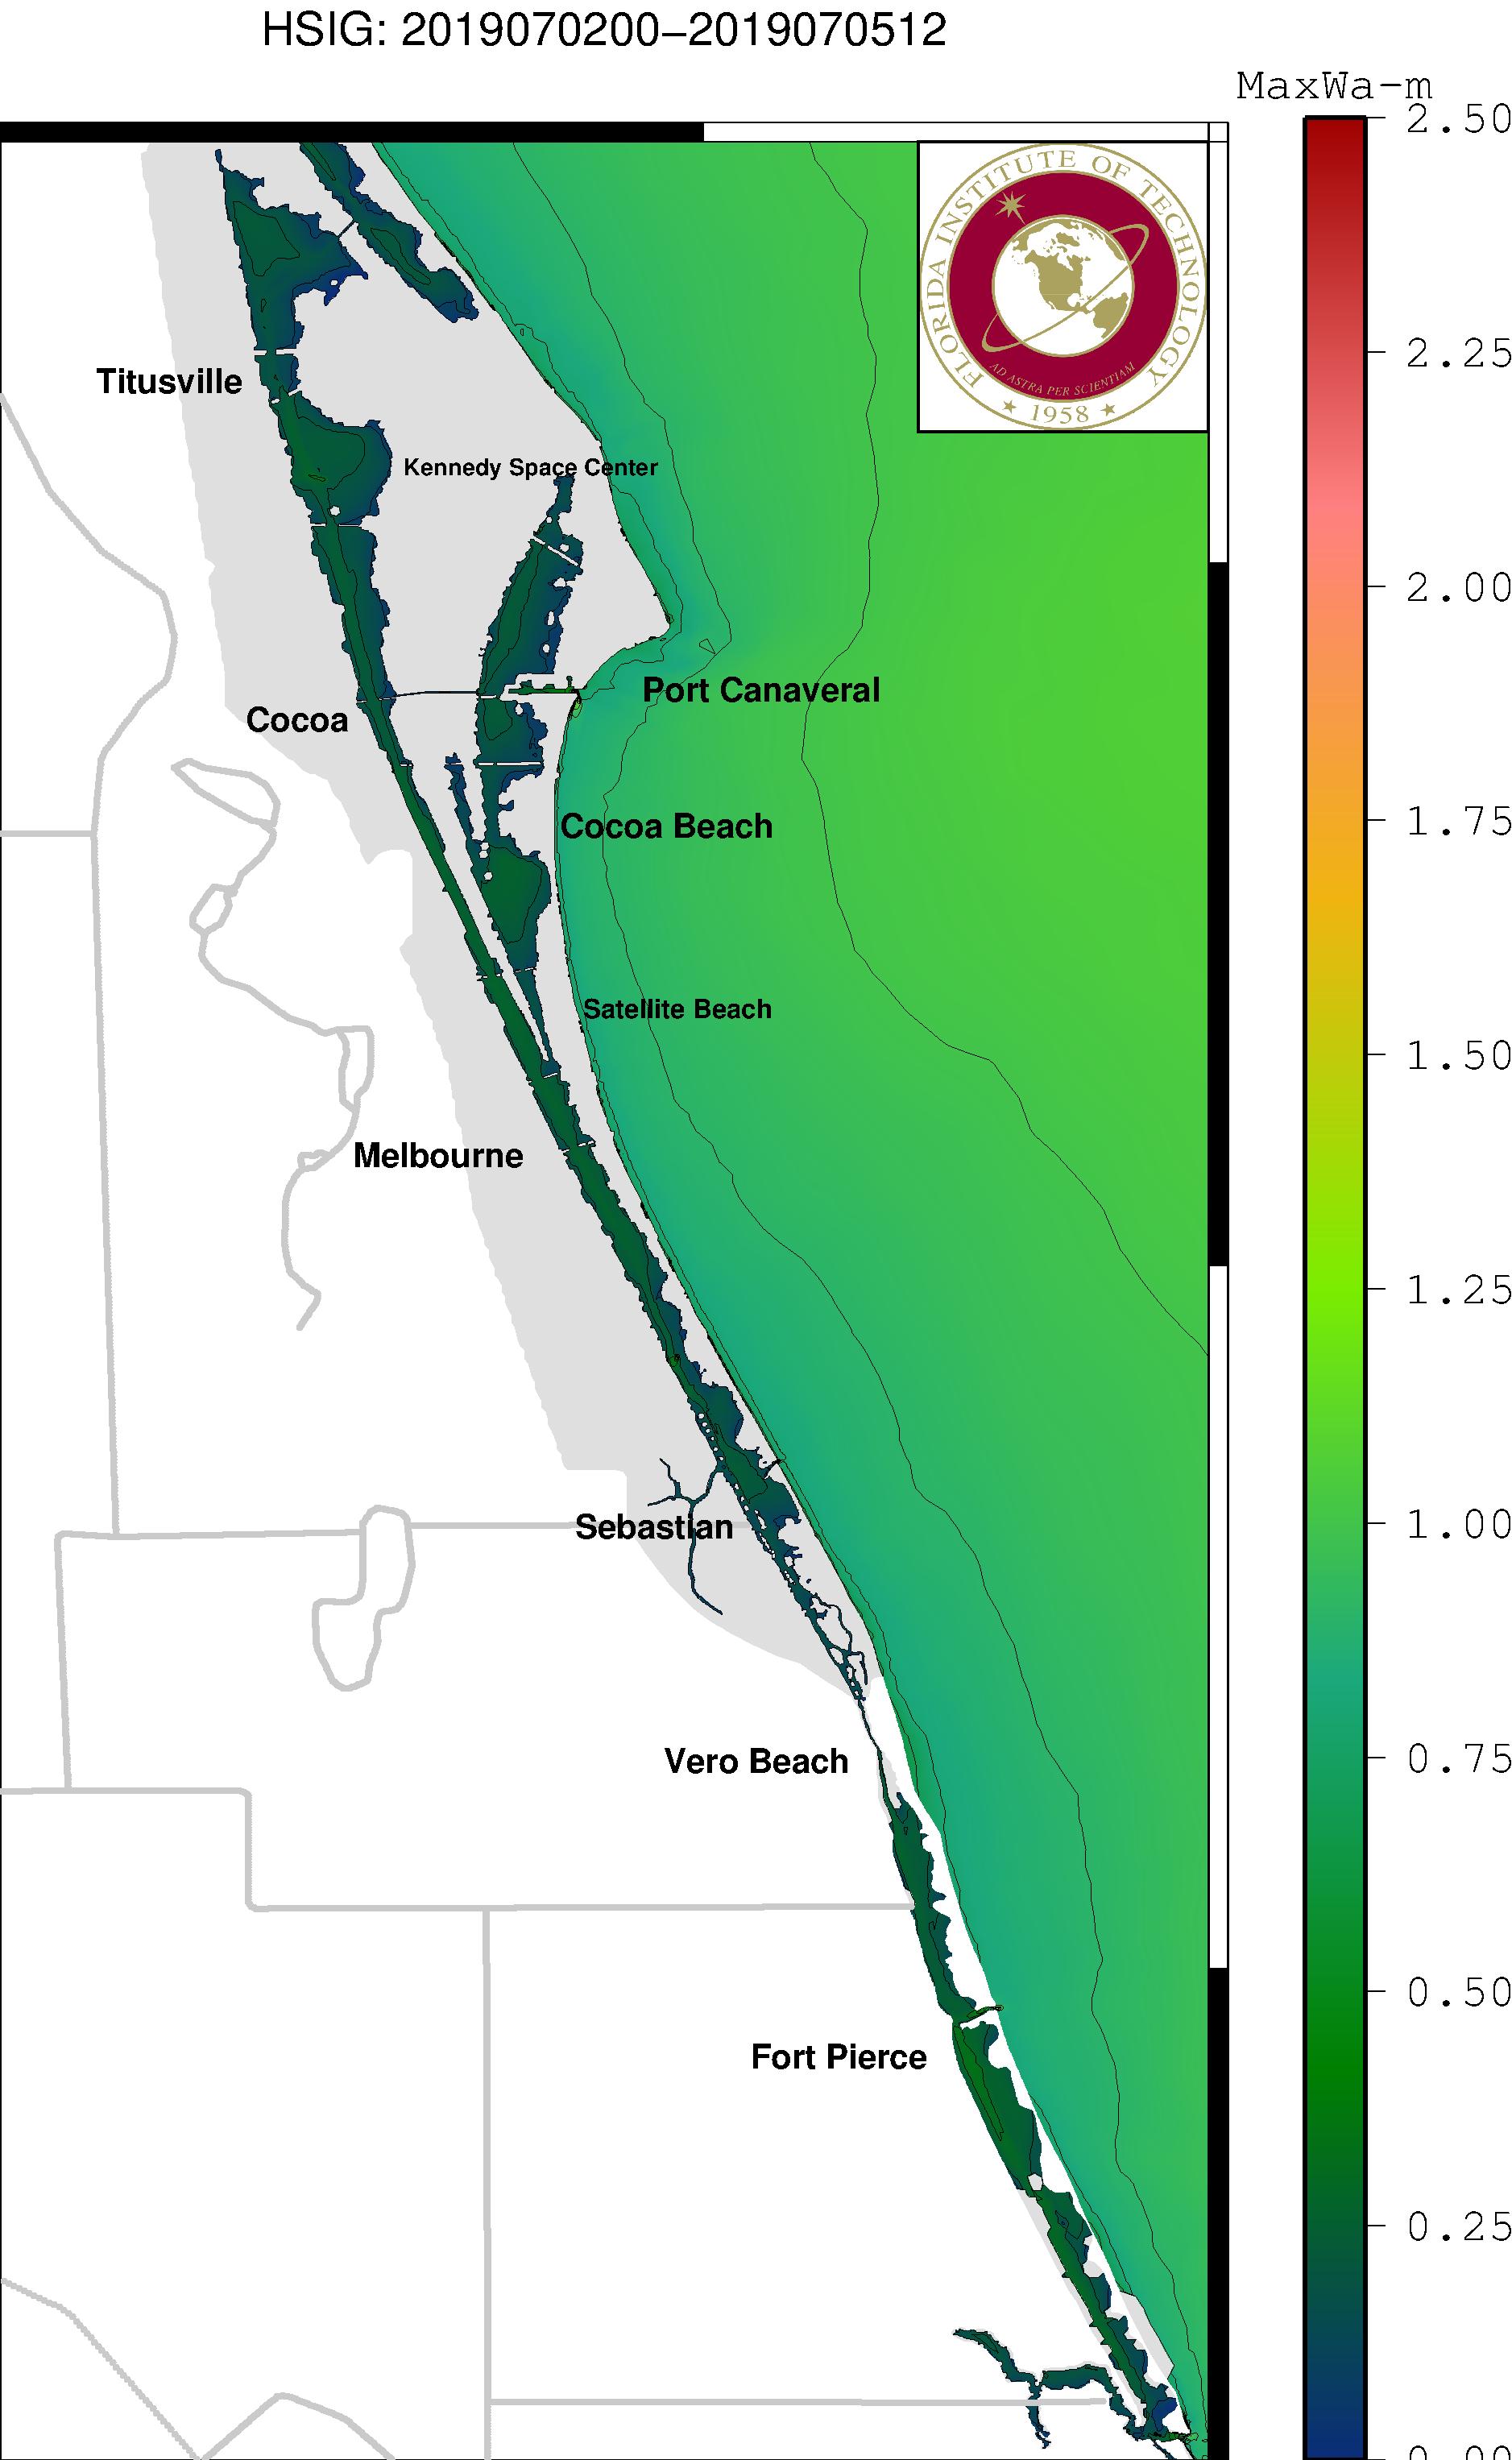 HSIG: 2019070200−2019070512
MaxWa-m
2.50
2.25
2.00
1.75
1.50
1.25
1.00
0.75
0.50
0.25
0.00
FLORIDA INSTITUTE OF TECHNOLOGY
AD ASTRA PER SCIENTIAM
★ 1958 ★
Titusville
Kennedy Space Center
Port Canaveral
Cocoa
Cocoa Beach
Satellite Beach
Melbourne
Sebastian
Vero Beach
Fort Pierce